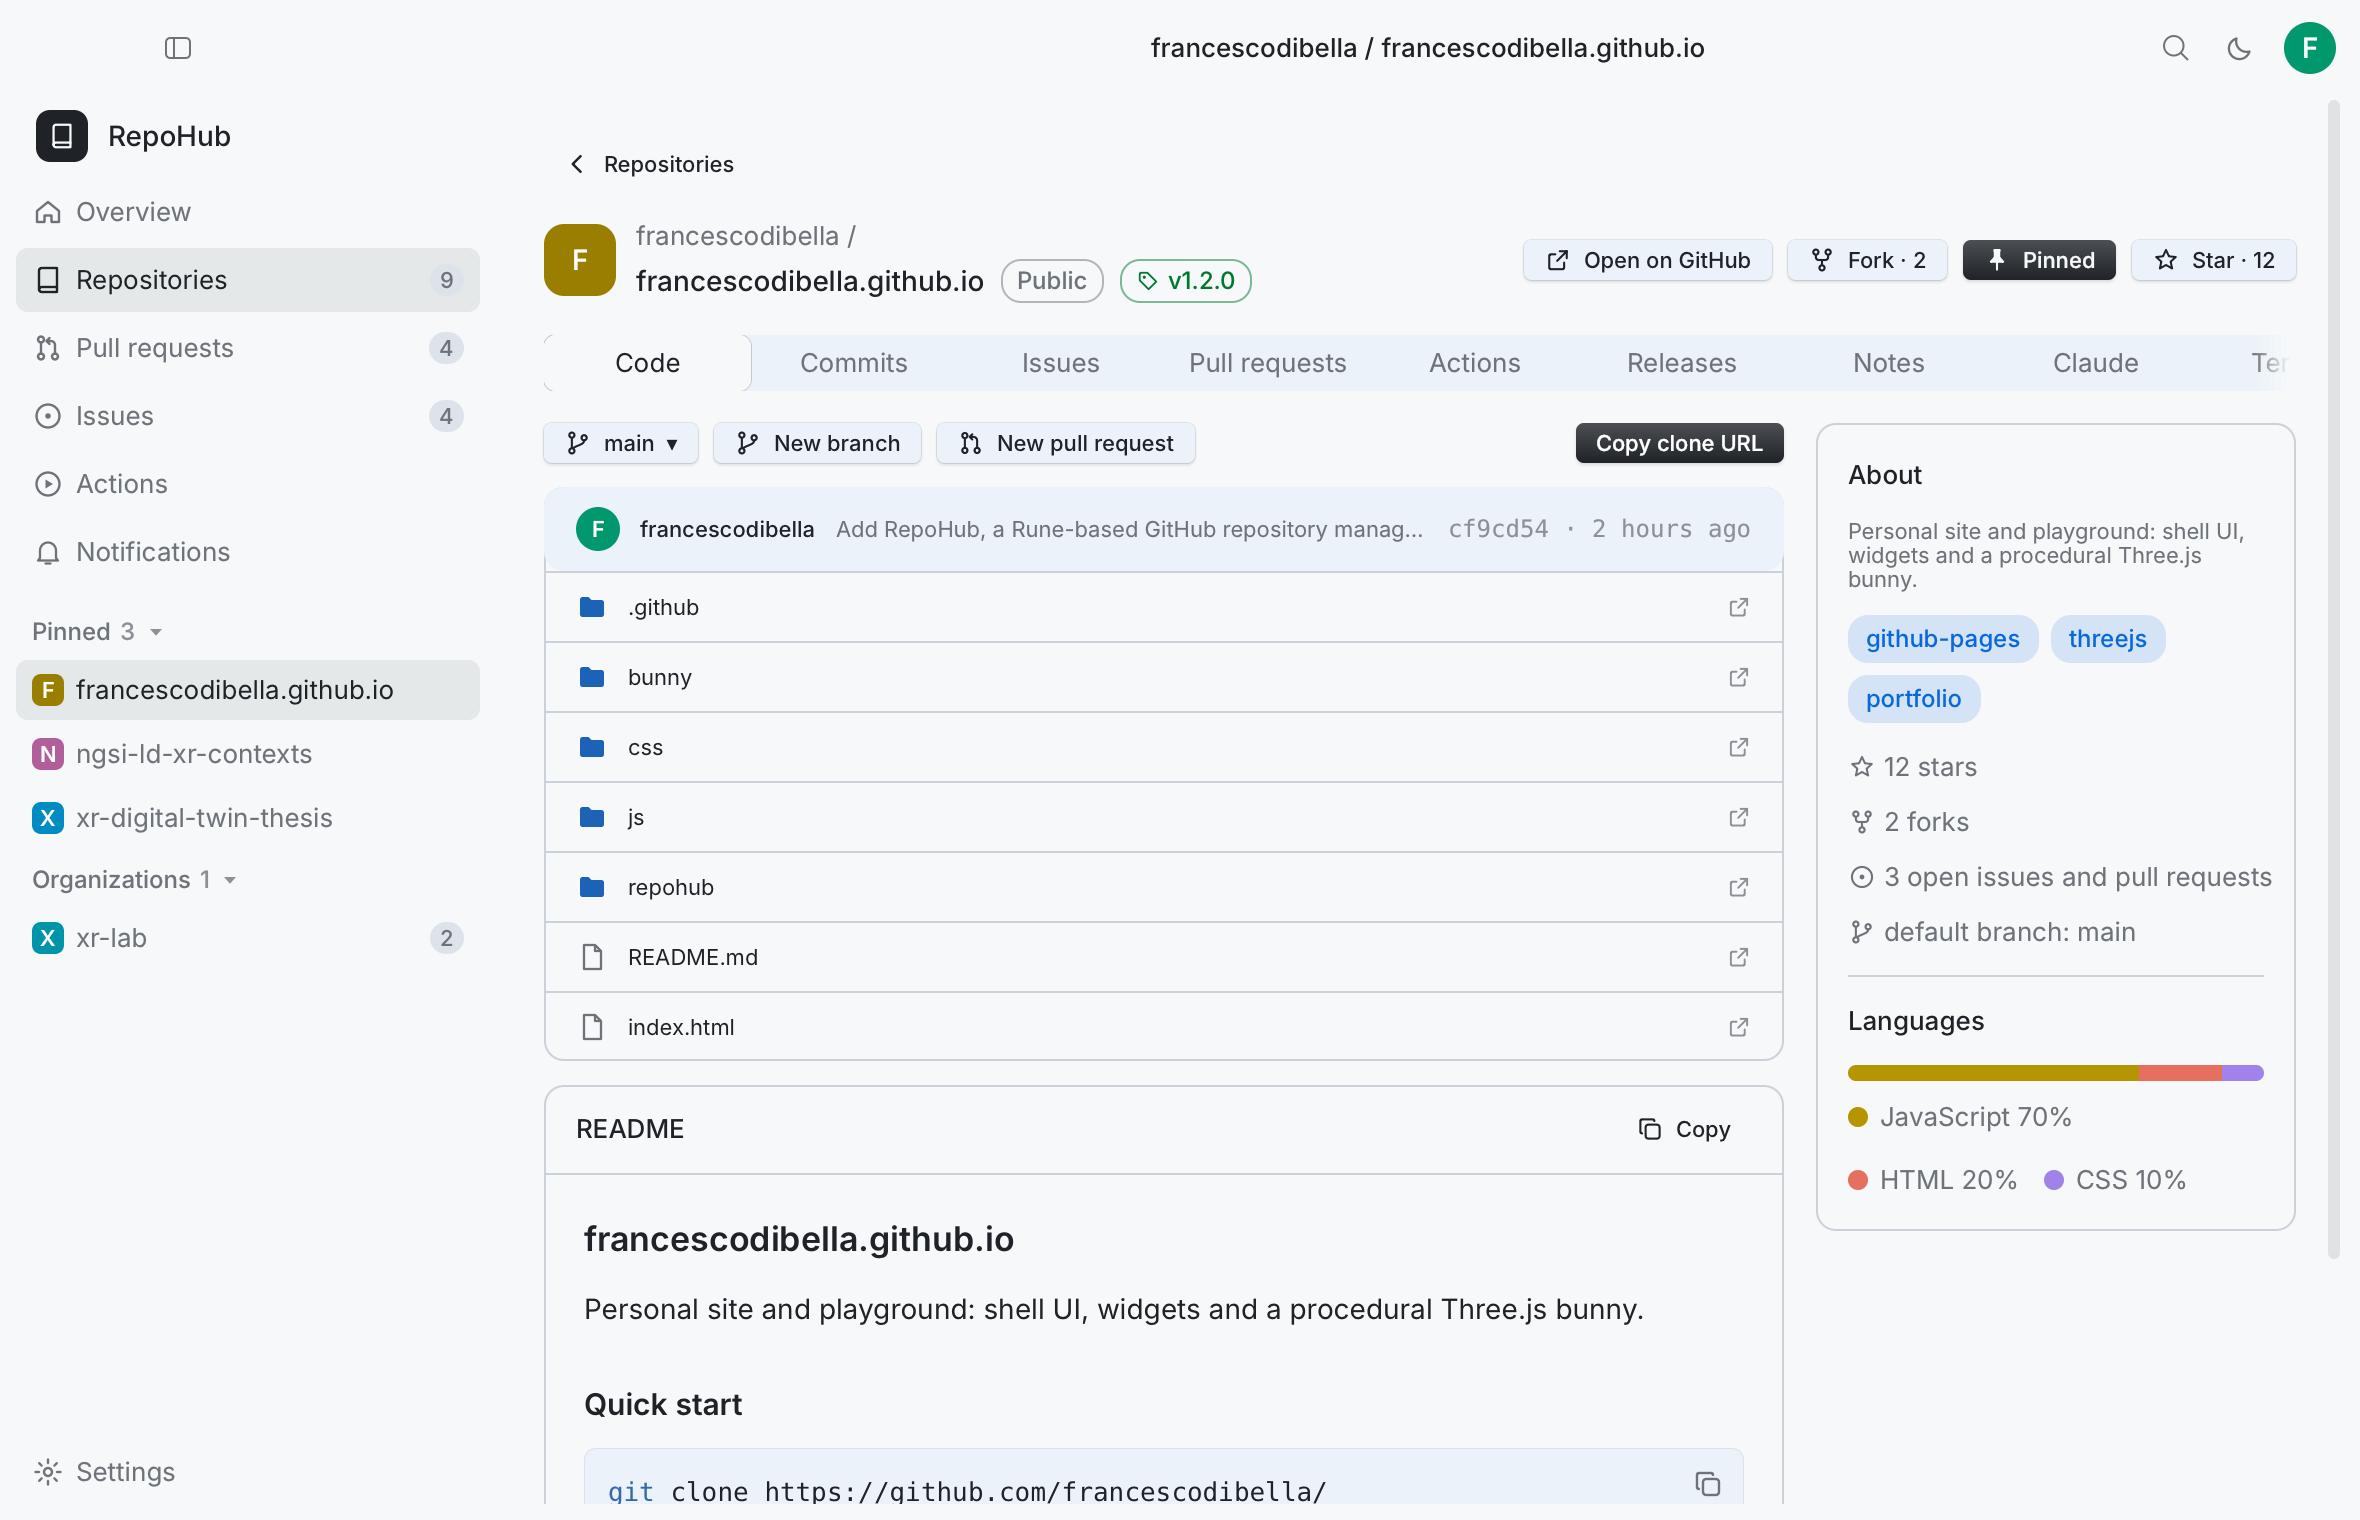 francescodibella / francescodibella.github.io
F
RepoHub
Overview
Repositories 9
Pull requests 4
Issues 4
Actions
Notifications
Pinned 3
F francescodibella.github.io
N ngsi-ld-xr-contexts
X xr-digital-twin-thesis
Organizations 1
X xr-lab 2
Settings
Repositories
F
francescodibella /
francescodibella.github.io Public v1.2.0
Open on GitHub Fork · 2 Pinned Star · 12
Code Commits Issues Pull requests Actions Releases Notes Claude Ter
main ▾ New branch New pull request Copy clone URL
F francescodibella Add RepoHub, a Rune-based GitHub repository manag... cf9cd54 · 2 hours ago
.github
bunny
css
js
repohub
README.md
index.html
README Copy
francescodibella.github.io
Personal site and playground: shell UI, widgets and a procedural Three.js bunny.
Quick start
git clone https://github.com/francescodibella/
About
Personal site and playground: shell UI,
widgets and a procedural Three.js
bunny.
github-pages threejs
portfolio
12 stars
2 forks
3 open issues and pull requests
default branch: main
Languages
JavaScript 70%
HTML 20% CSS 10%